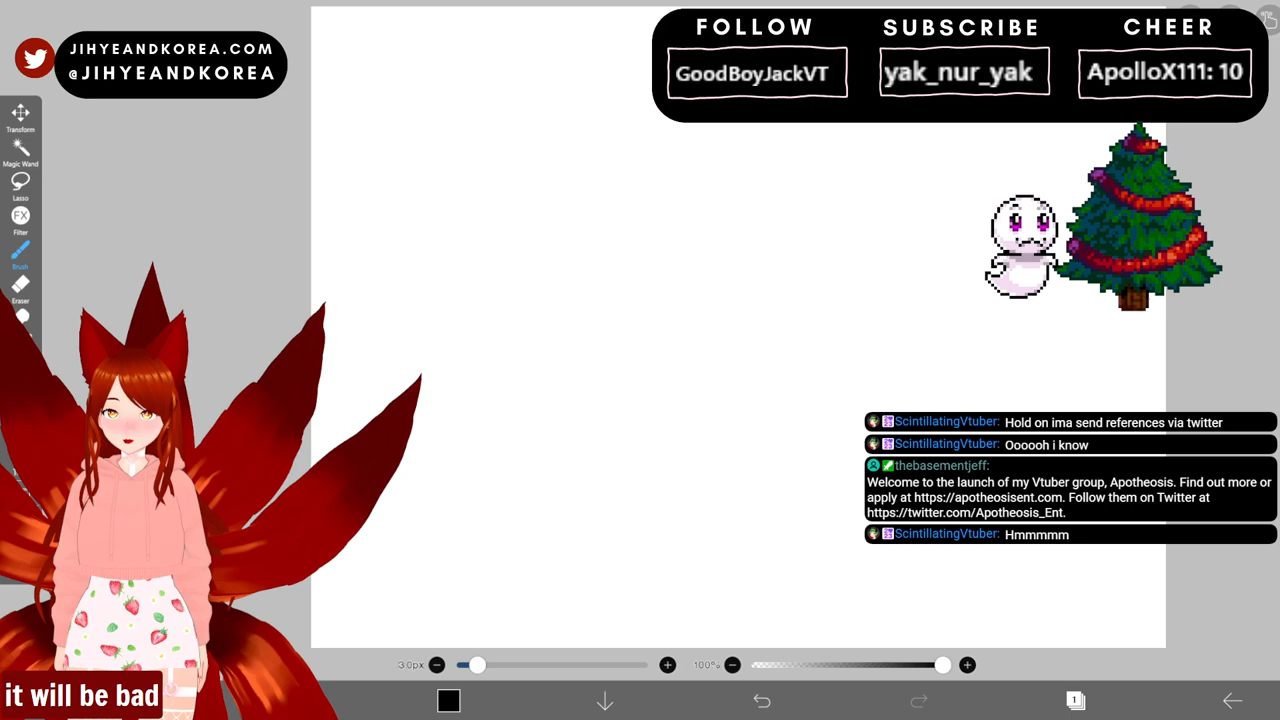 JIHYEANDKOREA.COM
@JIHYEANDKOREA
FOLLOW
SUBSCRIBE
CHEER
GoodBoyJackVT
yak_nur_yak
ApolloX111: 10
Transform
Magic Wand
Lasso
FX
Filter
Brush
Eraser
ScintillatingVtuber: Hold on ima send references via twitter
ScintillatingVtuber: Oooooh i know
thebasementjeff:
Welcome to the launch of my Vtuber group, Apotheosis. Find out more or
apply at https://apotheosisent.com. Follow them on Twitter at
https://twitter.com/Apotheosis_Ent.
ScintillatingVtuber: Hmmmmm
3.0px
100%
1
it will be bad